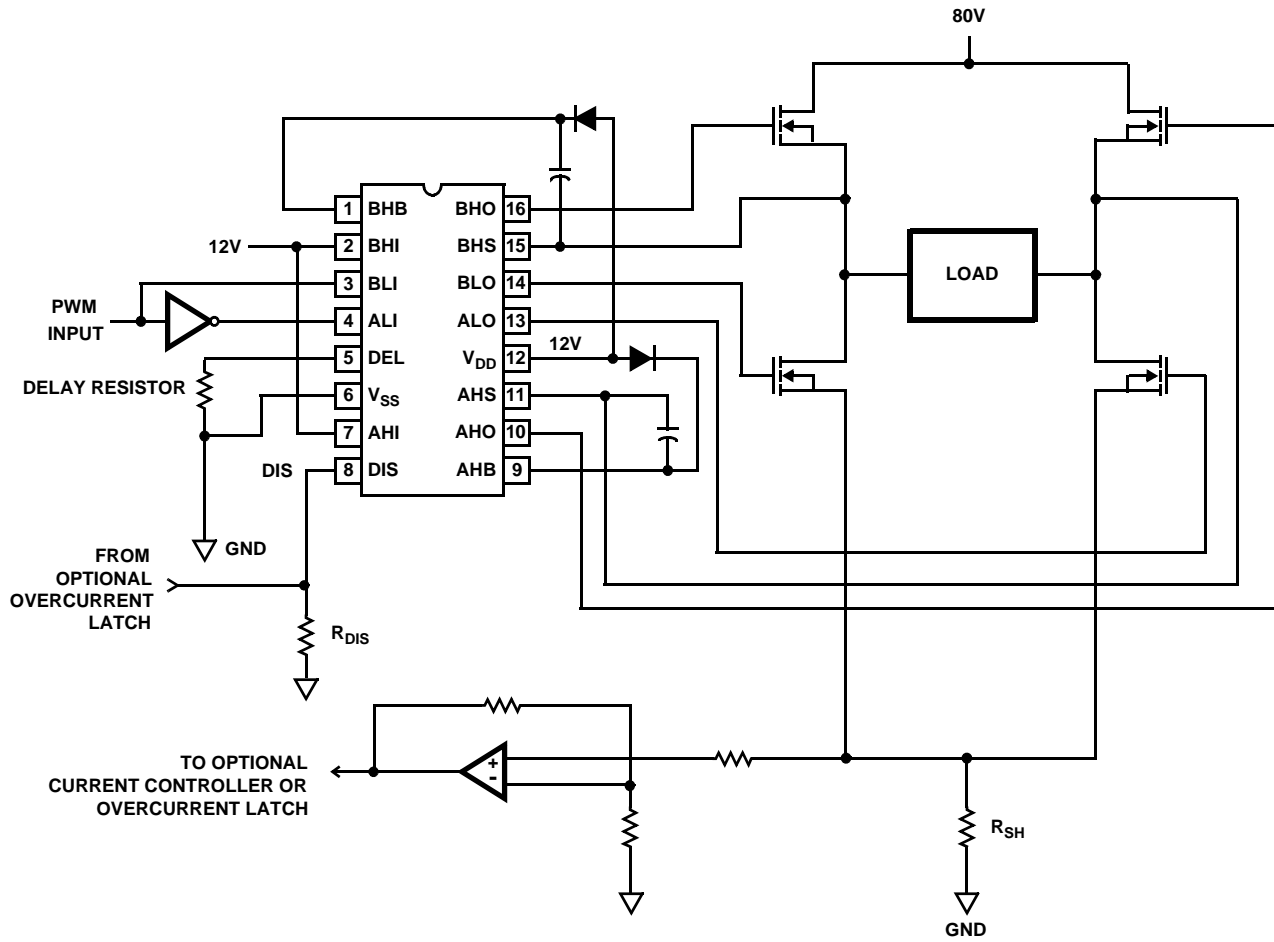 80V
1 BHB BHO 16
12V 2 BHI BHS 15
3 BLI BLO 14
PWM
INPUT
4 ALI ALO 13
5 DEL VDD 12 12V
DELAY RESISTOR
6 VSS AHS 11
7 AHI AHO 10
DIS 8 DIS AHB 9
LOAD
GND
FROM
OPTIONAL
OVERCURRENT
LATCH
RDIS
TO OPTIONAL
CURRENT CONTROLLER OR
OVERCURRENT LATCH
+
-
RSH
GND